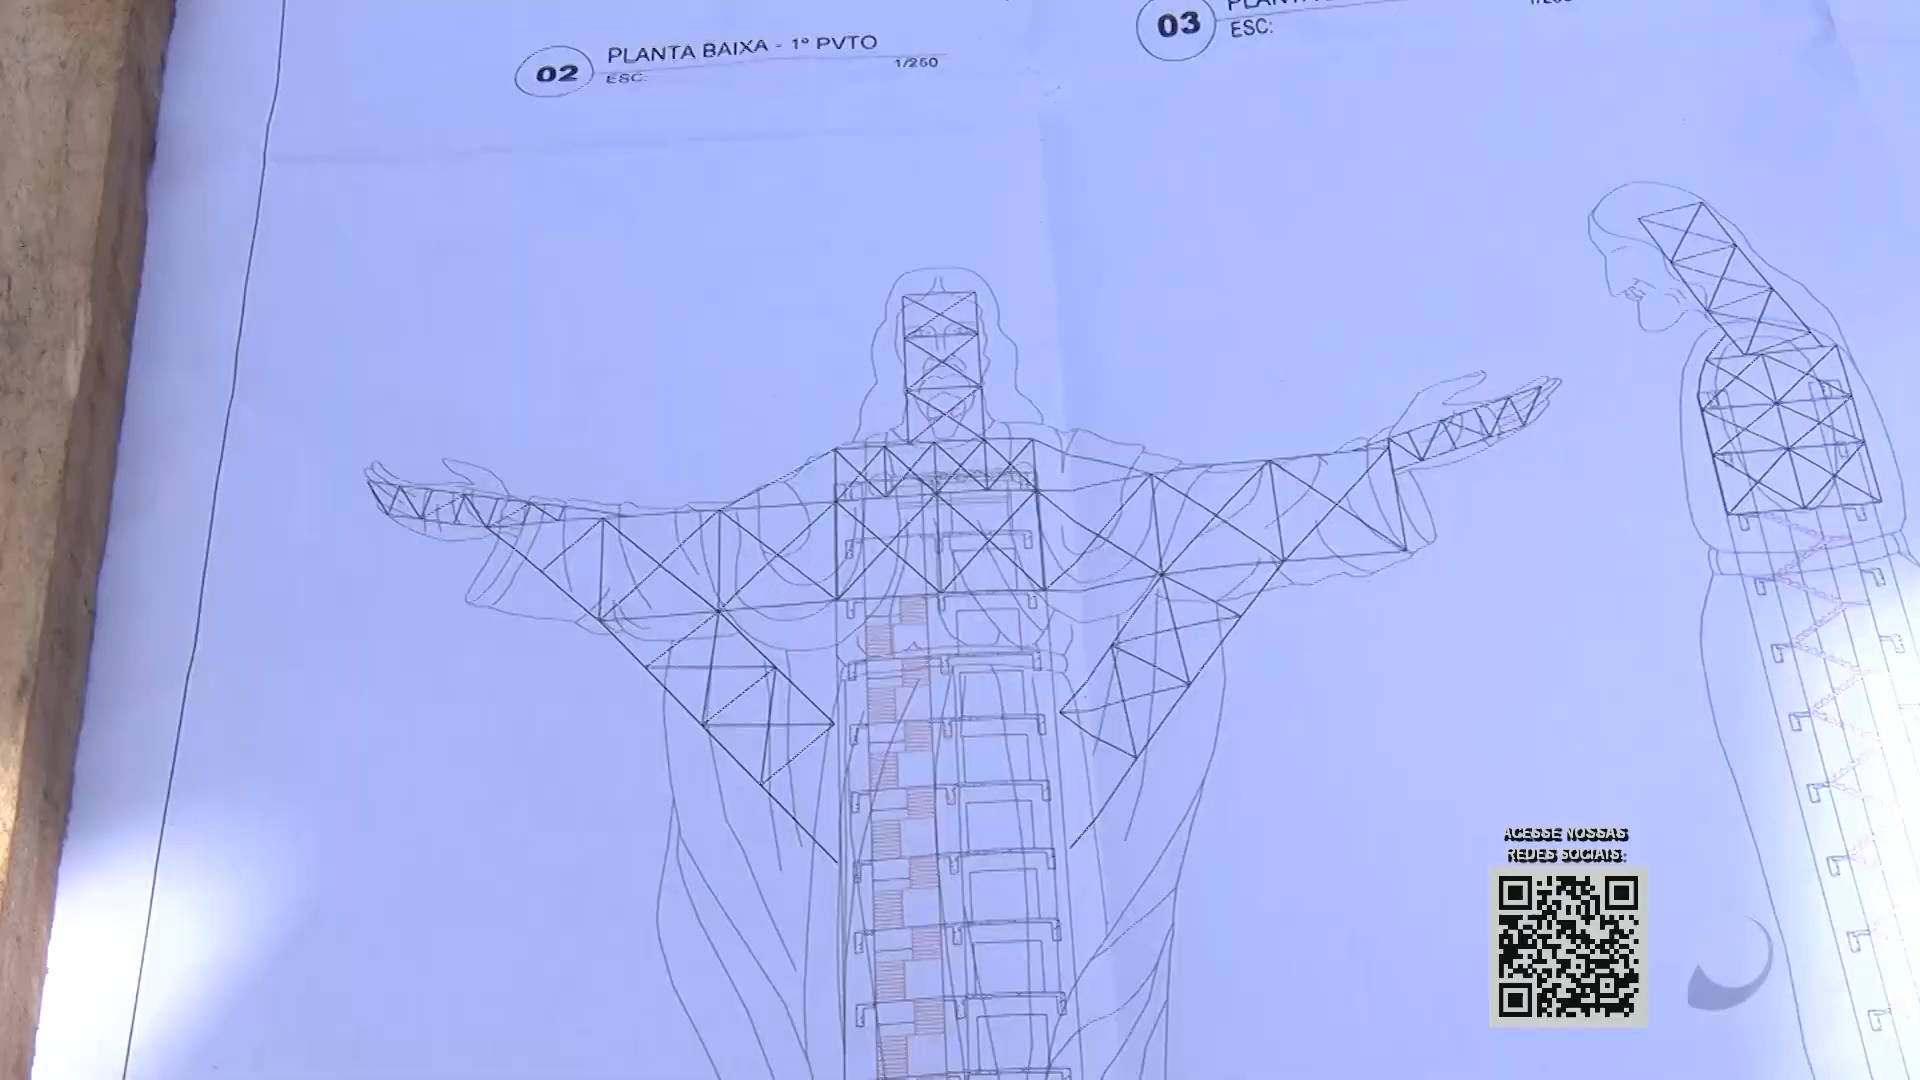 02
PLANTA BAIXA - 1º PVTO
ESC:
1/250
03
ESC:
ACESSE NOSSAS
REDES SOCIAIS: